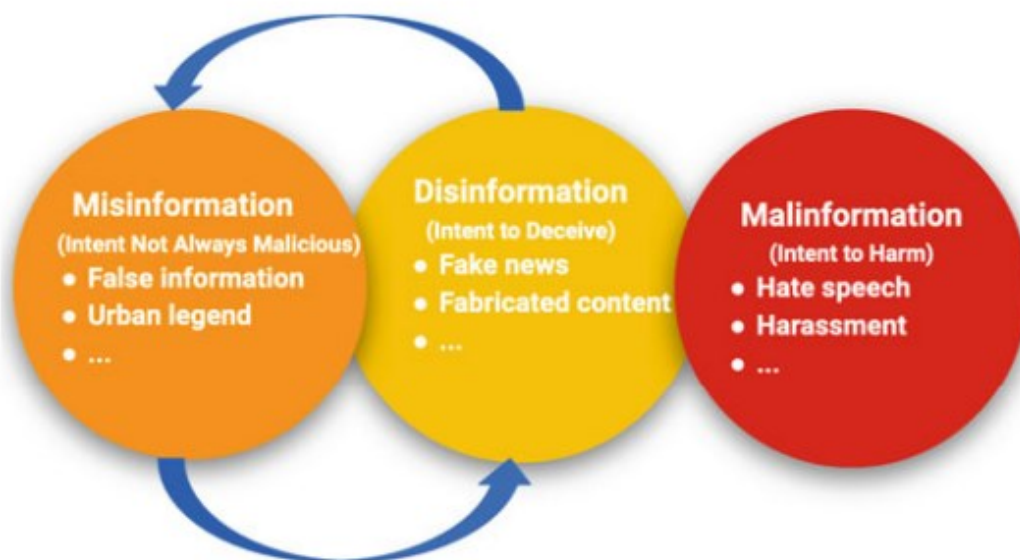 Misinformation
(Intent Not Always Malicious)
• False information
• Urban legend
• ...
Disinformation
(Intent to Deceive)
• Fake news
• Fabricated content
• ...
Malinformation
(Intent to Harm)
• Hate speech
• Harassment
• ...